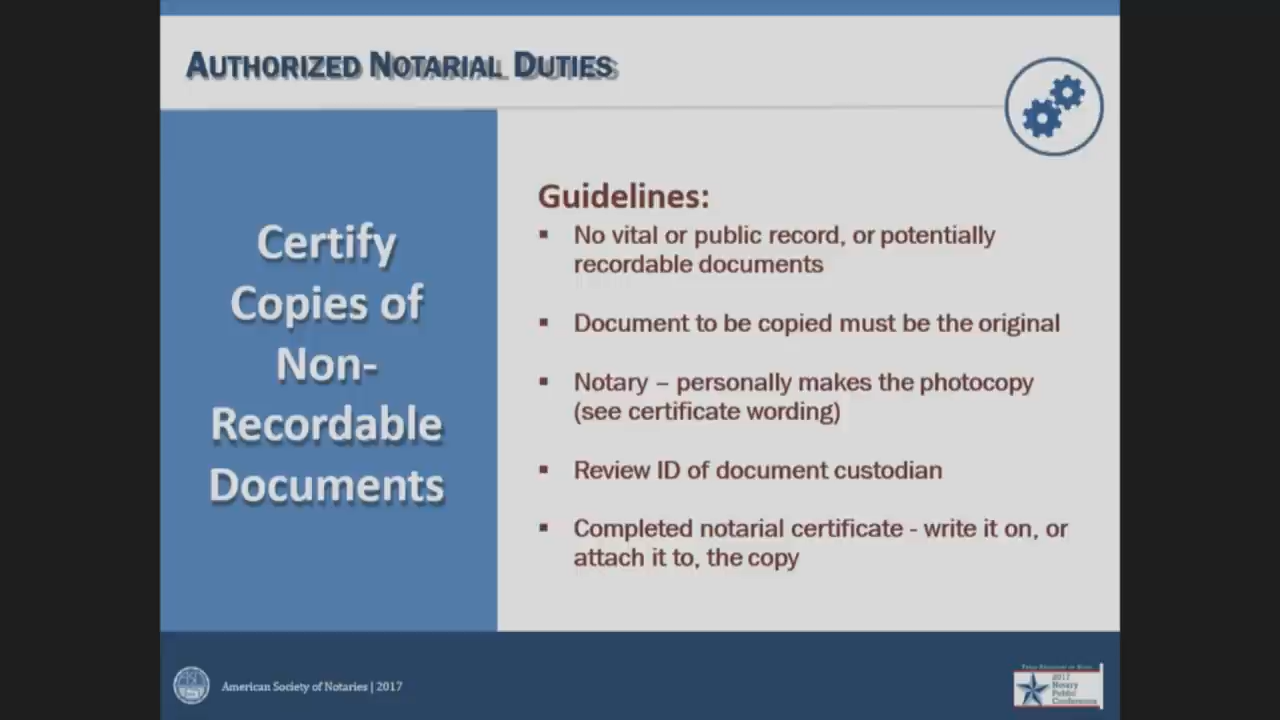 AUTHORIZED NOTARIAL DUTIES
Certify
Copies of
Non-
Recordable
Documents
Guidelines:
▪ No vital or public record, or potentially
recordable documents
▪ Document to be copied must be the original
▪ Notary – personally makes the photocopy
(see certificate wording)
▪ Review ID of document custodian
▪ Completed notarial certificate - write it on, or
attach it to, the copy
American Society of Notaries | 2017
2017
Notary
Public
Conference